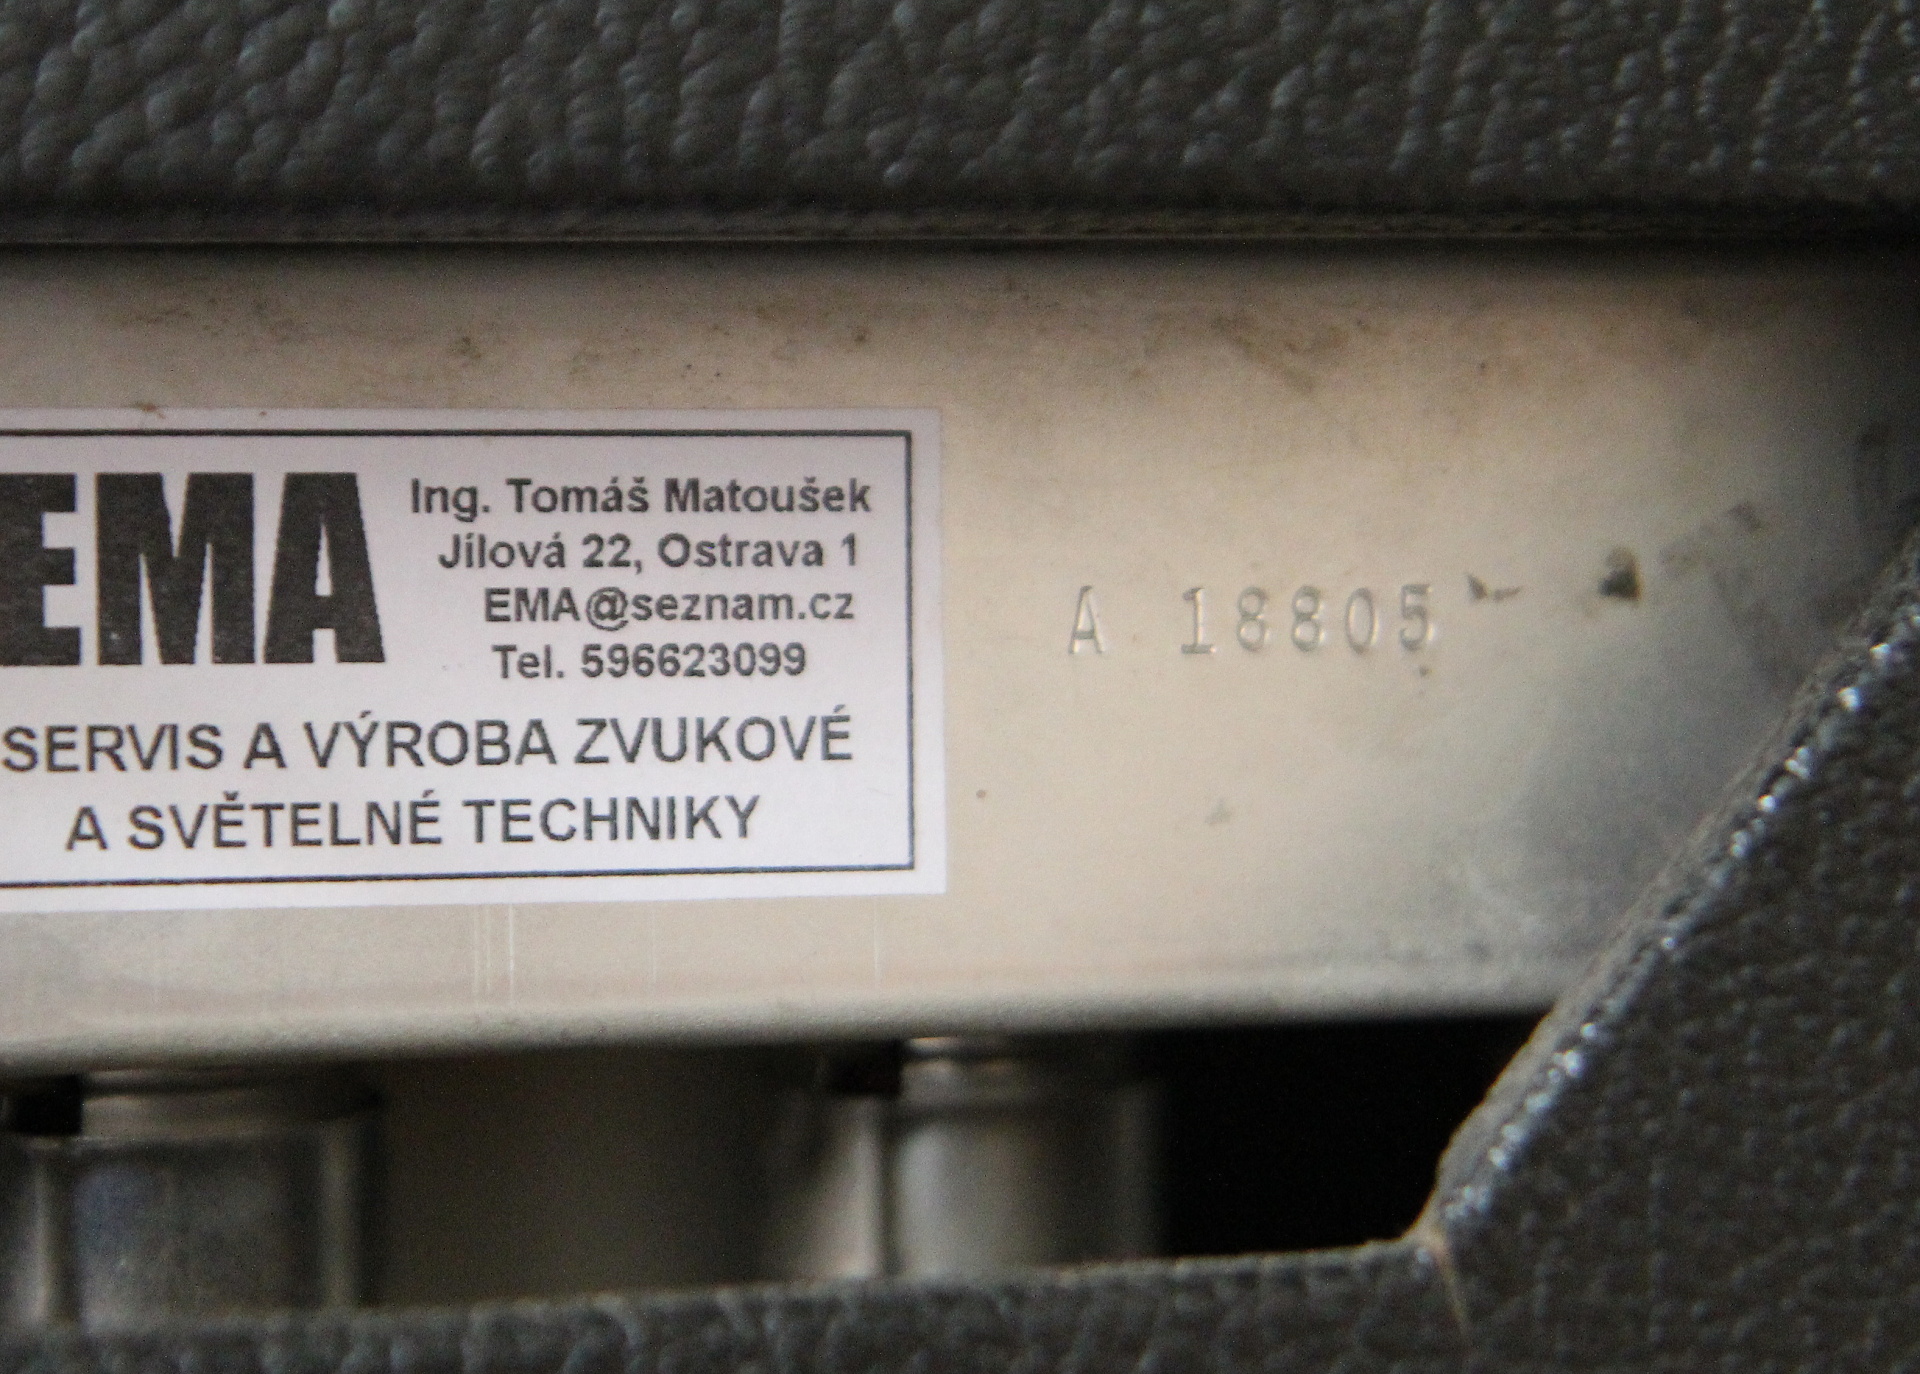 EMA
Ing. Tomáš Matoušek
Jílová 22, Ostrava 1
EMA@seznam.cz
Tel. 596623099
SERVIS A VÝROBA ZVUKOVÉ
A SVĚTELNÉ TECHNIKY
A 18805